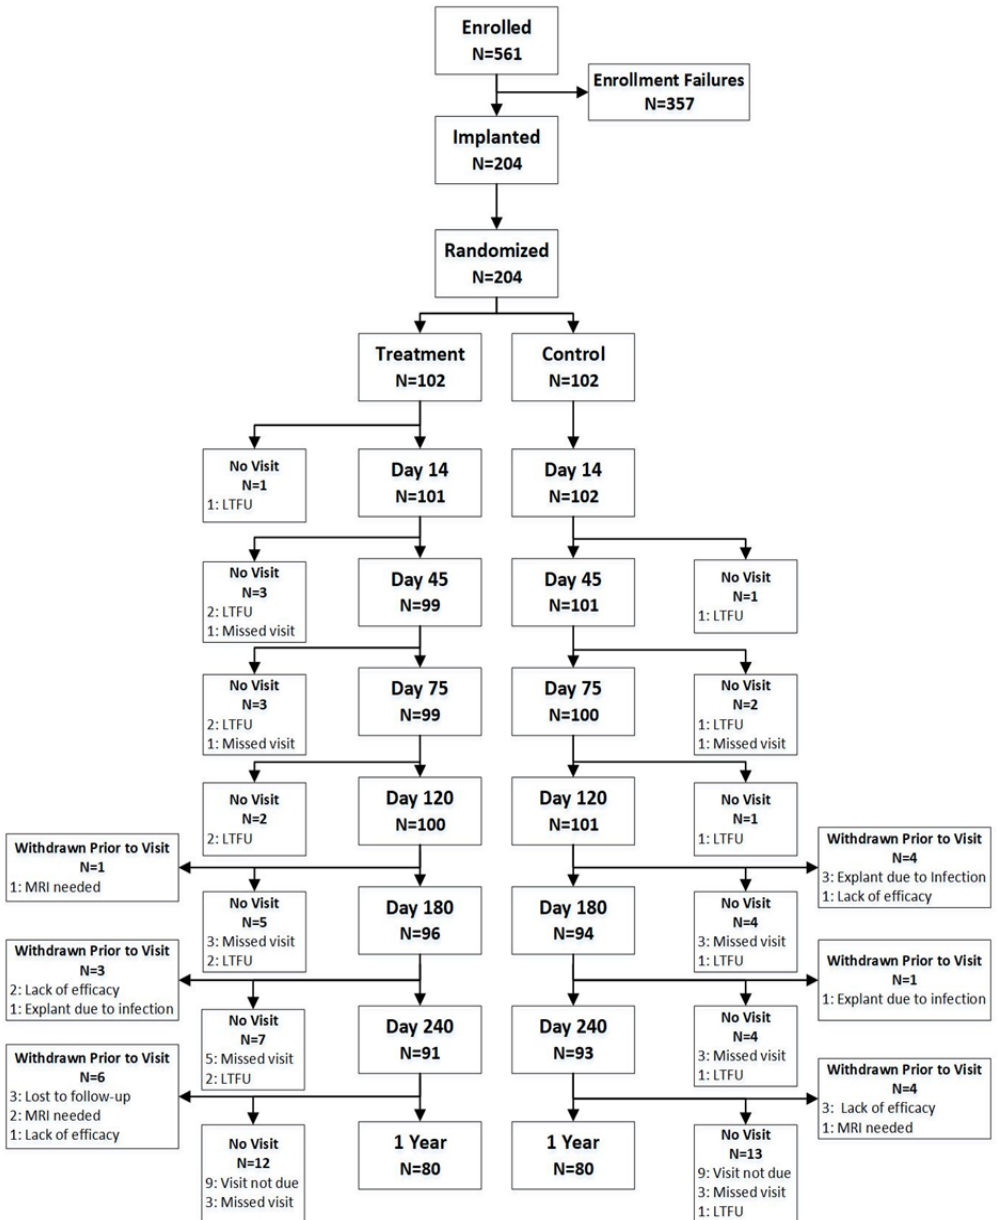 Enrolled
N=561
Enrollment Failures
N=357
Implanted
N=204
Randomized
N=204
Treatment
N=102
Control
N=102
No Visit
N=1
1: LTFU
Day 14
N=101
Day 14
N=102
No Visit
N=3
2: LTFU
1: Missed visit
Day 45
N=99
Day 45
N=101
No Visit
N=1
1: LTFU
No Visit
N=3
2: LTFU
1: Missed visit
Day 75
N=99
Day 75
N=100
No Visit
N=2
1: LTFU
1: Missed visit
No Visit
N=2
2: LTFU
Day 120
N=100
Day 120
N=101
No Visit
N=1
1: LTFU
Withdrawn Prior to Visit
N=1
1: MRI needed
No Visit
N=5
3: Missed visit
2: LTFU
Day 180
N=96
Day 180
N=94
No Visit
N=4
3: Missed visit
1: LTFU
Withdrawn Prior to Visit
N=4
3: Explant due to Infection
1: Lack of efficacy
Withdrawn Prior to Visit
N=3
2: Lack of efficacy
1: Explant due to infection
No Visit
N=7
5: Missed visit
2: LTFU
Day 240
N=91
Day 240
N=93
No Visit
N=4
3: Missed visit
1: LTFU
Withdrawn Prior to Visit
N=1
1: Explant due to infection
Withdrawn Prior to Visit
N=6
3: Lost to follow-up
2: MRI needed
1: Lack of efficacy
No Visit
N=12
9: Visit not due
3: Missed visit
1 Year
N=80
1 Year
N=80
No Visit
N=13
9: Visit not due
3: Missed visit
1: LTFU
Withdrawn Prior to Visit
N=4
3: Lack of efficacy
1: MRI needed